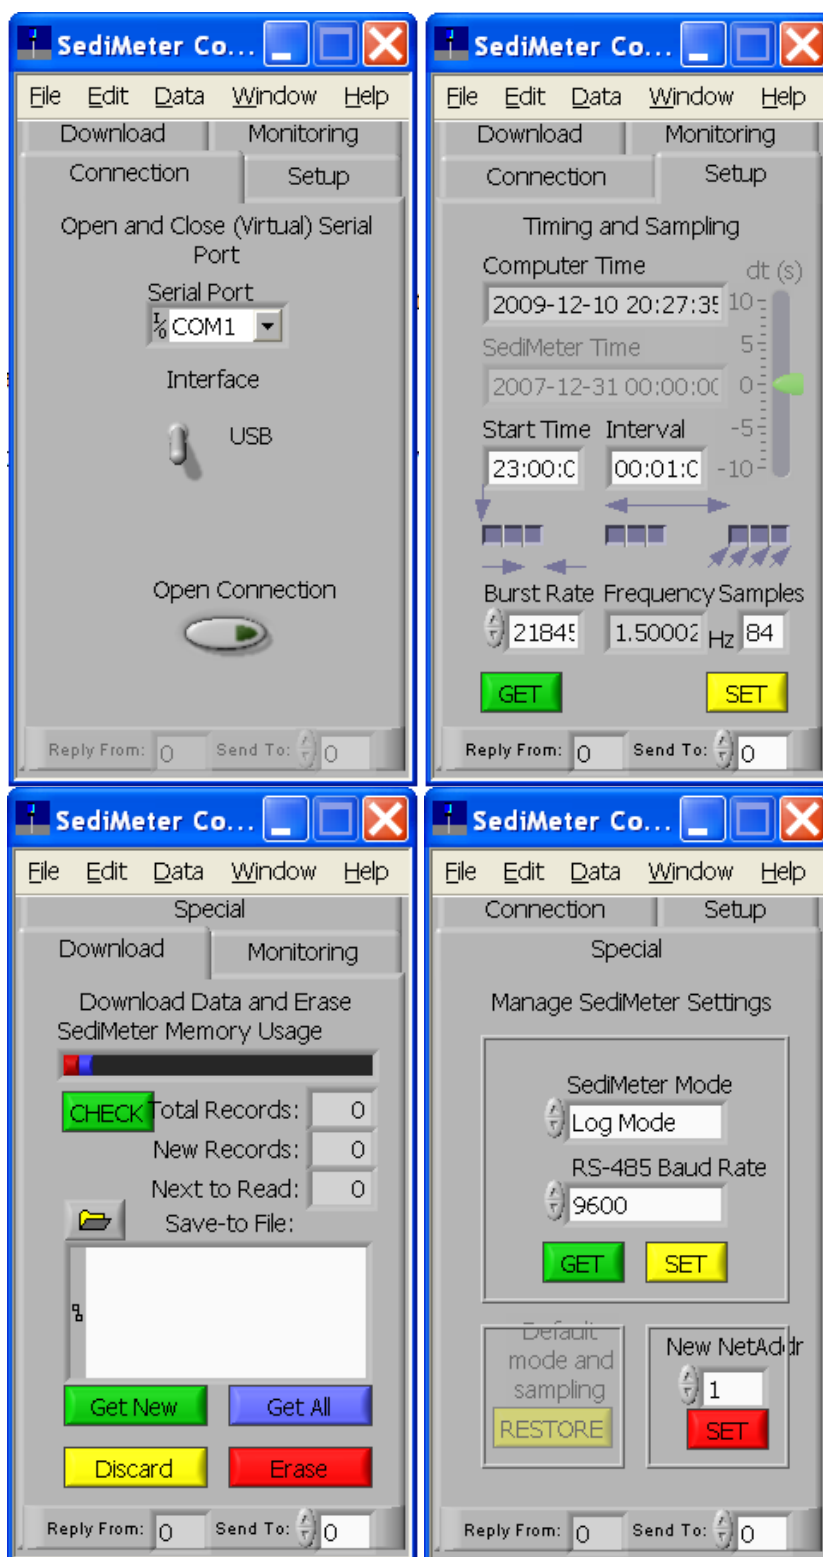 SediMeter Co...
File Edit Data Window Help
Download Monitoring
Connection Setup
Open and Close (Virtual) Serial
Port
Serial Port
I/O COM1
Interface
USB
Open Connection
Reply From: 0 Send To: 0
SediMeter Co...
File Edit Data Window Help
Download Monitoring
Connection Setup
Timing and Sampling
Computer Time
dt (s)
2009-12-10 20:27:35
10
SediMeter Time
5
2007-12-31 00:00:00
0
Start Time Interval
-5
23:00:0 00:01:0
-10
Burst Rate Frequency Samples
21845 1.50002 Hz 84
GET SET
Reply From: 0 Send To: 0
SediMeter Co...
File Edit Data Window Help
Special
Download Monitoring
Download Data and Erase
SediMeter Memory Usage
CHECK Total Records: 0
New Records: 0
Next to Read: 0
Save-to File:
Get New Get All
Discard Erase
Reply From: 0 Send To: 0
SediMeter Co...
File Edit Data Window Help
Connection Setup
Special
Manage SediMeter Settings
SediMeter Mode
Log Mode
RS-485 Baud Rate
9600
GET SET
Default
mode and
sampling
RESTORE
New NetAddr
1
SET
Reply From: 0 Send To: 0